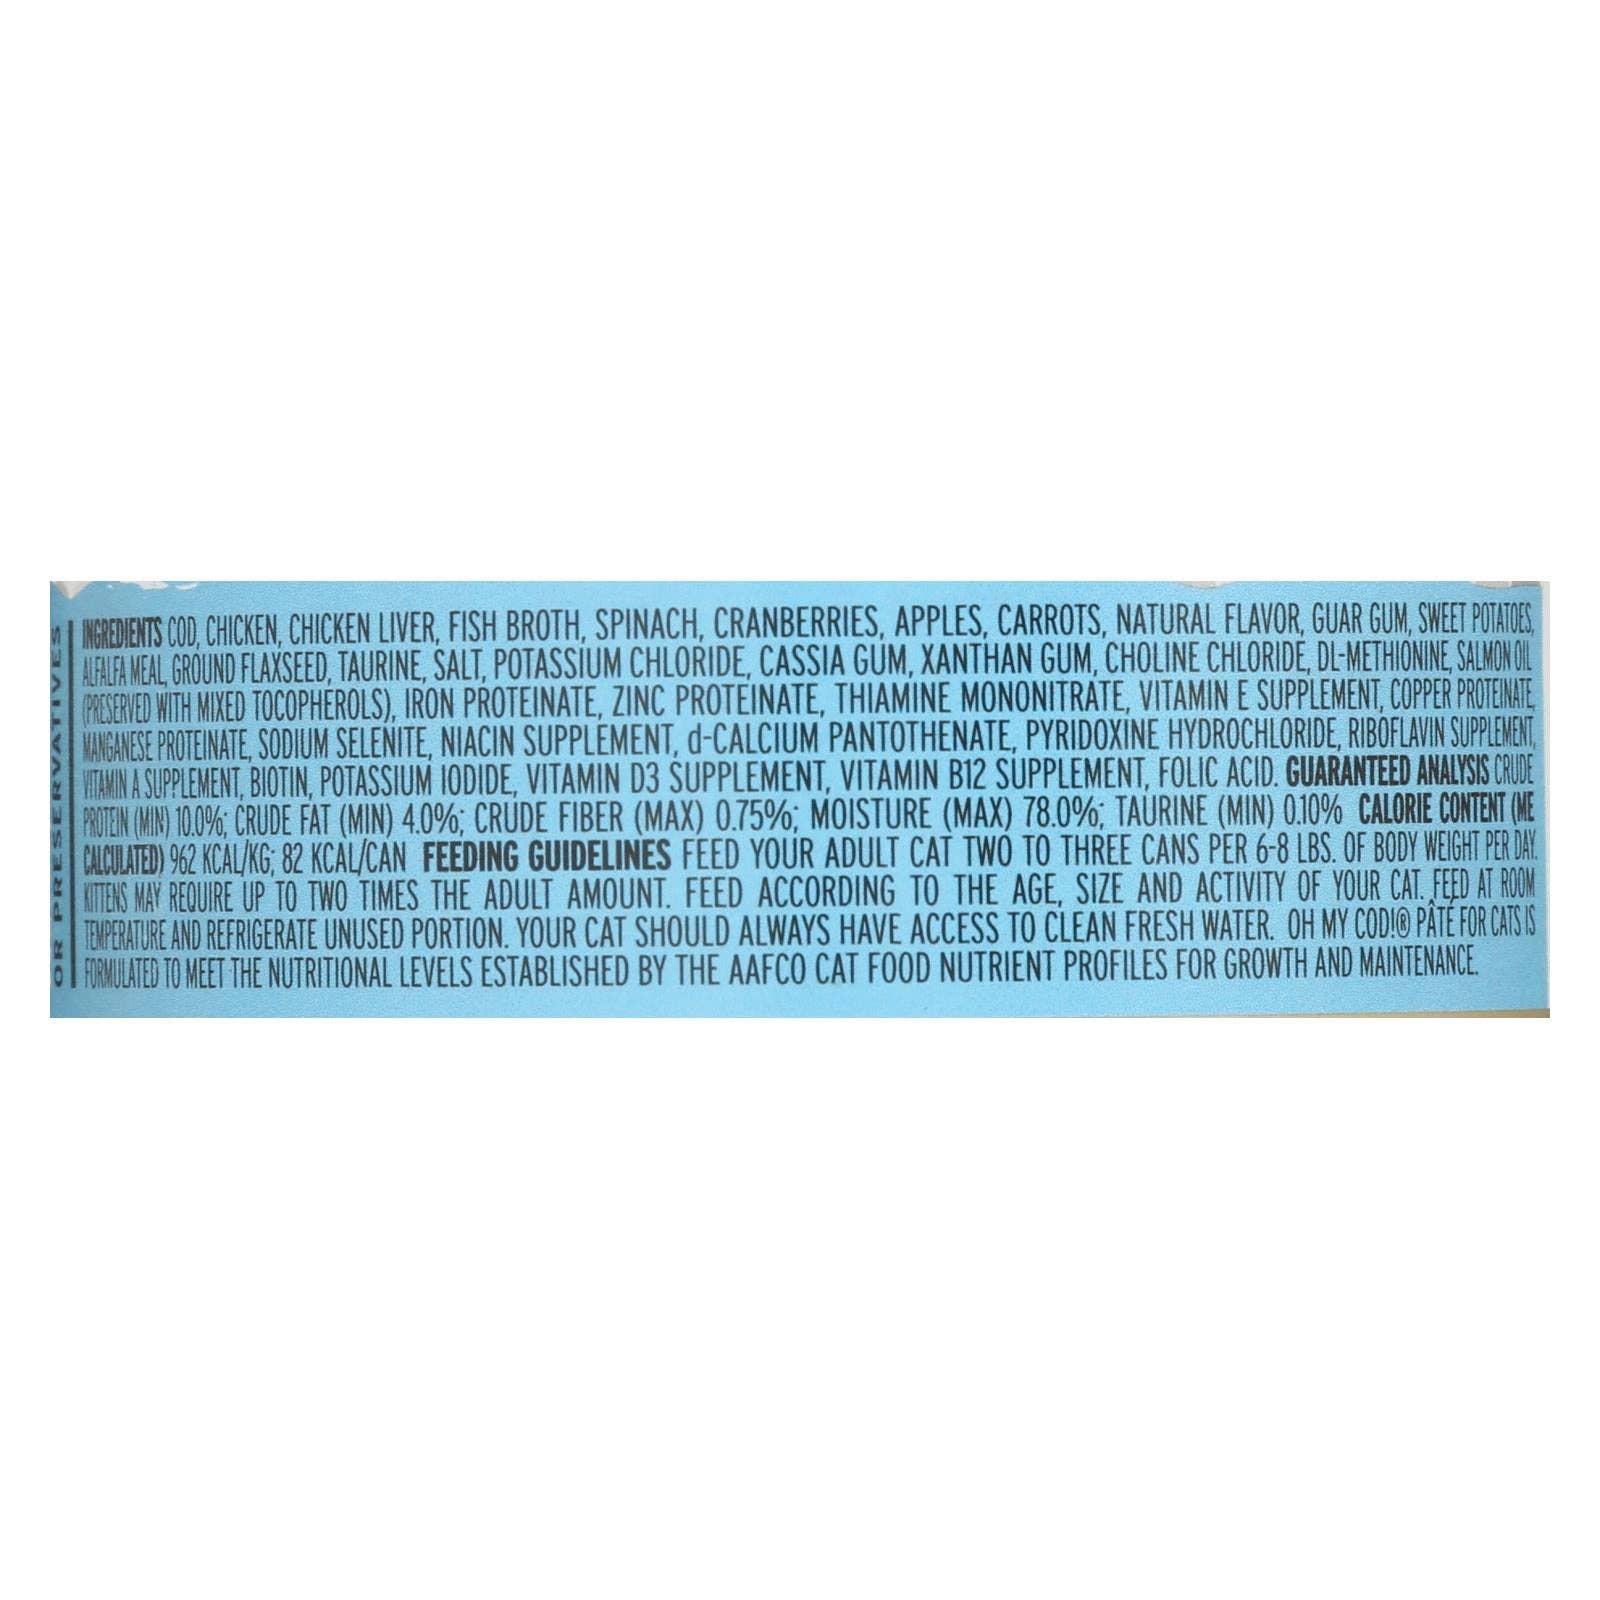 OR PRESERVATIVES
INGREDIENTS COD, CHICKEN, CHICKEN LIVER, FISH BROTH, SPINACH, CRANBERRIES, APPLES, CARROTS, NATURAL FLAVOR, GUAR GUM, SWEET POTATOES,
ALFALFA MEAL, GROUND FLAXSEED, TAURINE, SALT, POTASSIUM CHLORIDE, CASSIA GUM, XANTHAN GUM, CHOLINE CHLORIDE, DL-METHIONINE, SALMON OIL
(PRESERVED WITH MIXED TOCOPHEROLS), IRON PROTEINATE, ZINC PROTEINATE, THIAMINE MONONITRATE, VITAMIN E SUPPLEMENT, COPPER PROTEINATE,
MANGANESE PROTEINATE, SODIUM SELENITE, NIACIN SUPPLEMENT, d-CALCIUM PANTOTHENATE, PYRIDOXINE HYDROCHLORIDE, RIBOFLAVIN SUPPLEMENT,
VITAMIN A SUPPLEMENT, BIOTIN, POTASSIUM IODIDE, VITAMIN D3 SUPPLEMENT, VITAMIN B12 SUPPLEMENT, FOLIC ACID. GUARANTEED ANALYSIS CRUDE
PROTEIN (MIN) 10.0%; CRUDE FAT (MIN) 4.0%; CRUDE FIBER (MAX) 0.75%; MOISTURE (MAX) 78.0%; TAURINE (MIN) 0.10% CALORIE CONTENT (ME
CALCULATED) 962 KCAL/KG; 82 KCAL/CAN FEEDING GUIDELINES FEED YOUR ADULT CAT TWO TO THREE CANS PER 6-8 LBS. OF BODY WEIGHT PER DAY.
KITTENS MAY REQUIRE UP TO TWO TIMES THE ADULT AMOUNT. FEED ACCORDING TO THE AGE, SIZE AND ACTIVITY OF YOUR CAT. FEED AT ROOM
TEMPERATURE AND REFRIGERATE UNUSED PORTION. YOUR CAT SHOULD ALWAYS HAVE ACCESS TO CLEAN FRESH WATER. OH MY COD!® PÂTÉ FOR CATS IS
FORMULATED TO MEET THE NUTRITIONAL LEVELS ESTABLISHED BY THE AAFCO CAT FOOD NUTRIENT PROFILES FOR GROWTH AND MAINTENANCE.